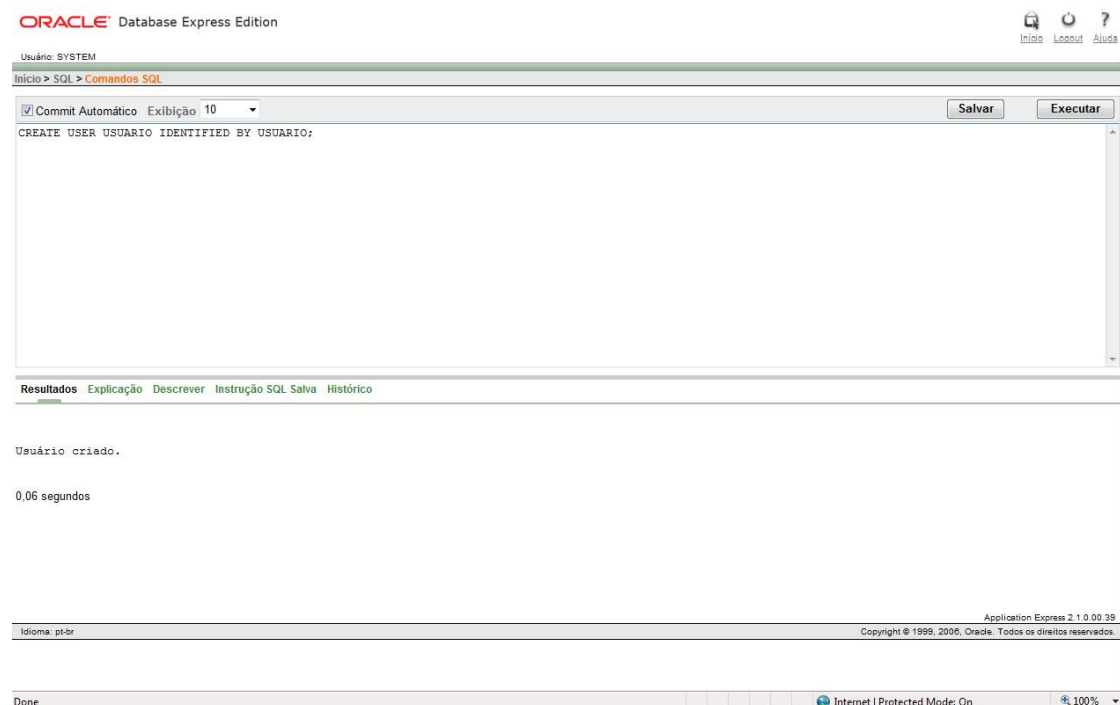 ORACLE Database Express Edition
Início Logout Ajuda
Usuário: SYSTEM
Início > SQL > Comandos SQL
Commit Automático Exibição 10 Salvar Executar
CREATE USER USUARIO IDENTIFIED BY USUARIO;
Resultados Explicação Descrever Instrução SQL Salva Histórico
Usuário criado.
0,06 segundos
Application Express 2.1.0.00.39
Idioma: pt-br Copyright © 1999, 2006, Oracle. Todos os direitos reservados.
Done Internet | Protected Mode: On 100%